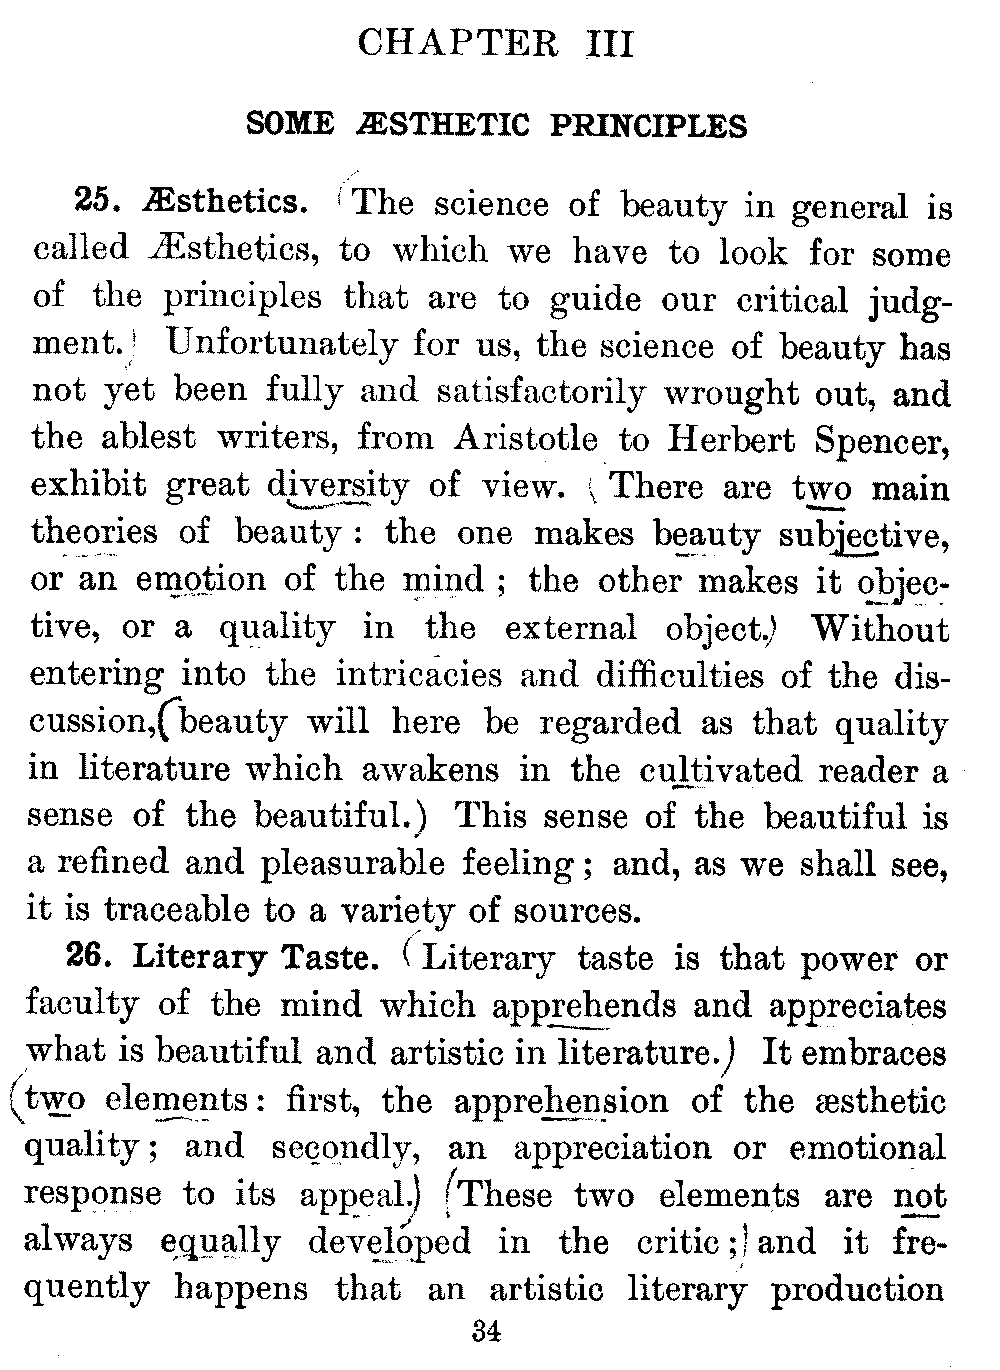 CHAPTER III
SOME ÆSTHETIC PRINCIPLES
25. Æsthetics. (The science of beauty in general is
called Æsthetics, to which we have to look for some
of the principles that are to guide our critical judg-
ment.) Unfortunately for us, the science of beauty has
not yet been fully and satisfactorily wrought out, and
the ablest writers, from Aristotle to Herbert Spencer,
exhibit great diversity of view. (There are two main
theories of beauty: the one makes beauty subjective,
or an emotion of the mind; the other makes it objec-
tive, or a quality in the external object.) Without
entering into the intricacies and difficulties of the dis-
cussion, (beauty will here be regarded as that quality
in literature which awakens in the cultivated reader a
sense of the beautiful.) This sense of the beautiful is
a refined and pleasurable feeling; and, as we shall see,
it is traceable to a variety of sources.
26. Literary Taste. (Literary taste is that power or
faculty of the mind which apprehends and appreciates
what is beautiful and artistic in literature.) It embraces
(two elements: first, the apprehension of the æsthetic
quality; and secondly, an appreciation or emotional
response to its appeal.) (These two elements are not
always equally developed in the critic;) and it fre-
quently happens that an artistic literary production
34